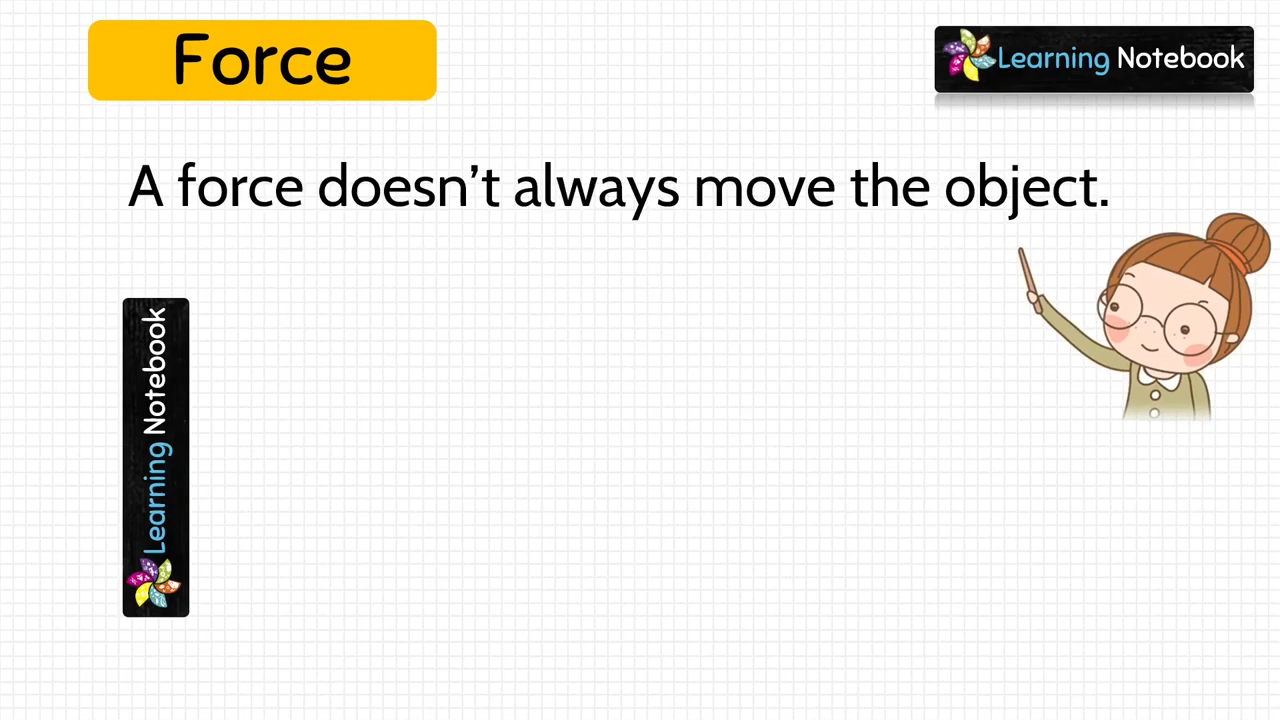 Force
Learning Notebook
A force doesn’t always move the object.
Learning Notebook